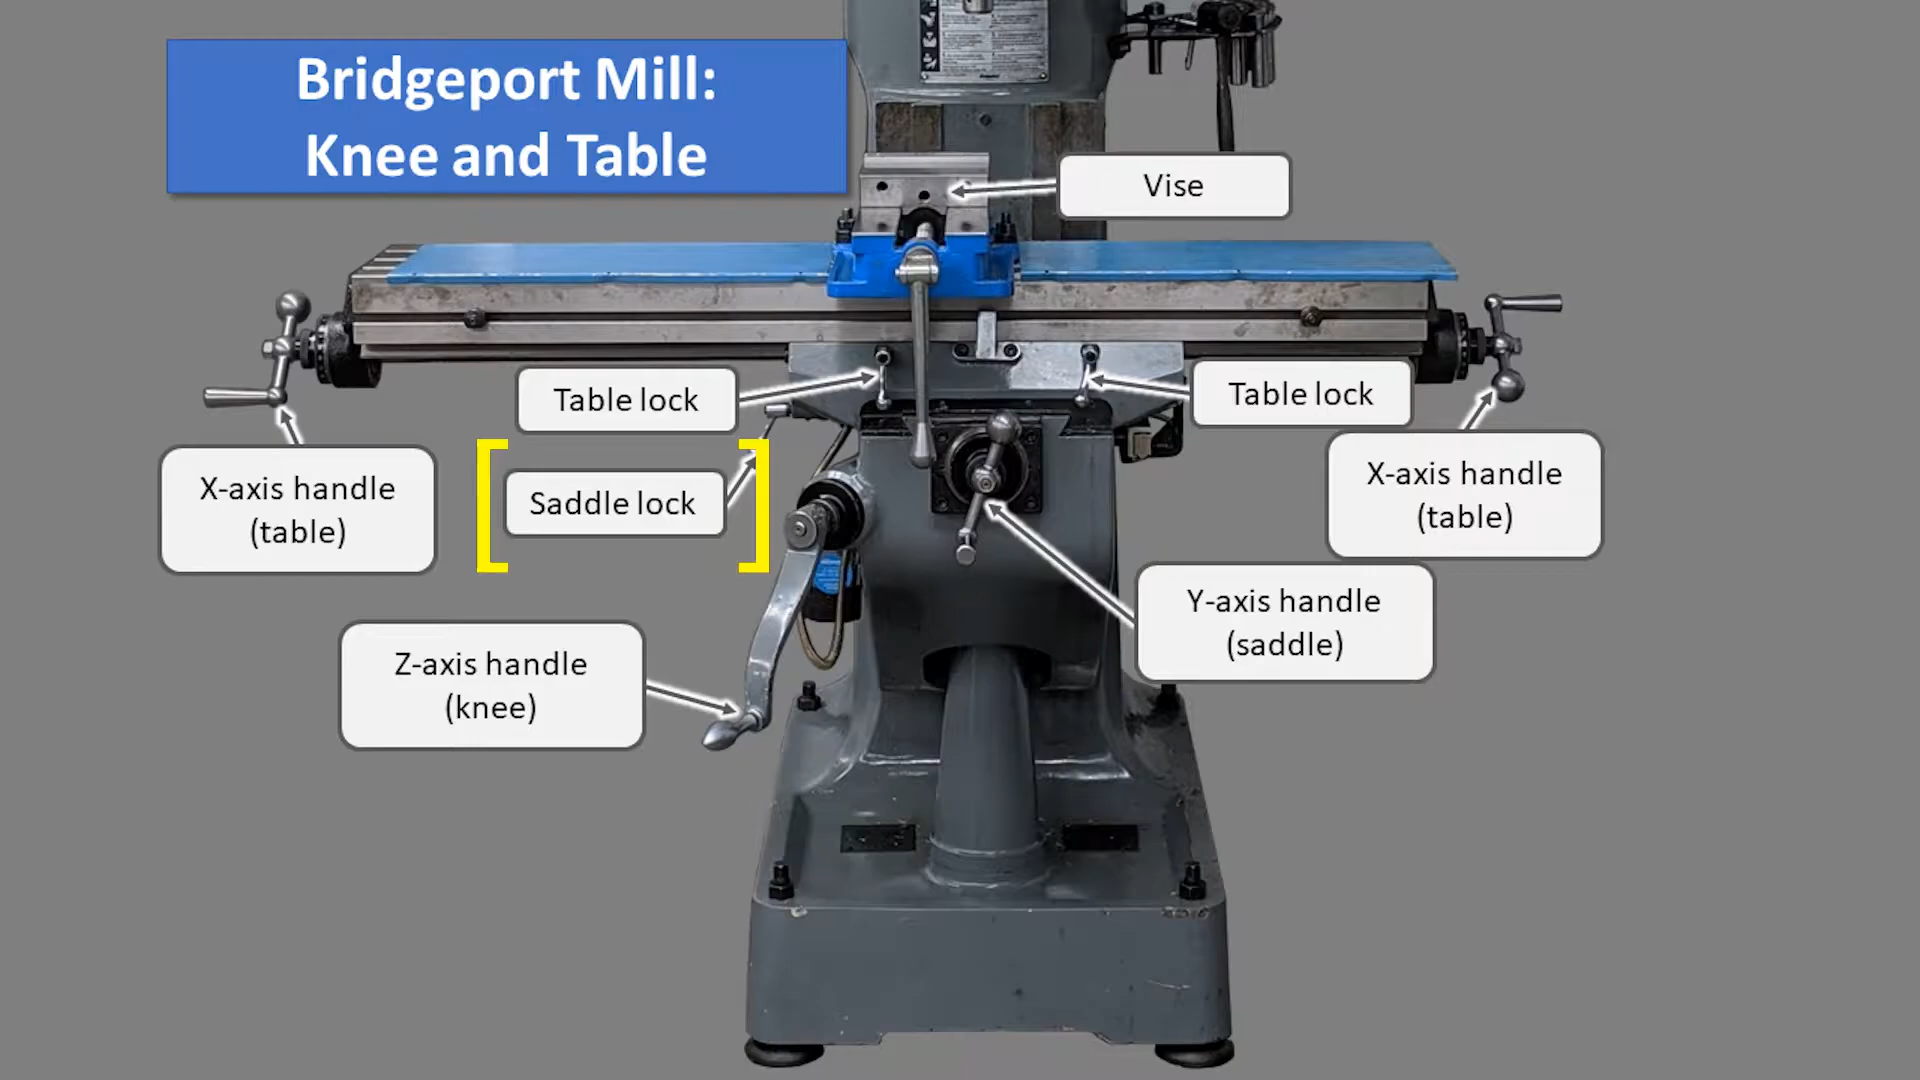 Bridgeport Mill:
Knee and Table
Vise
Table lock
Table lock
X-axis handle
(table)
Saddle lock
X-axis handle
(table)
Y-axis handle
(saddle)
Z-axis handle
(knee)